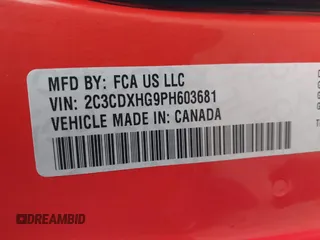 MFD BY: FCA US LLC
VIN: 2C3CDXHG9PH603681
VEHICLE MADE IN: CANADA
DREAMBID